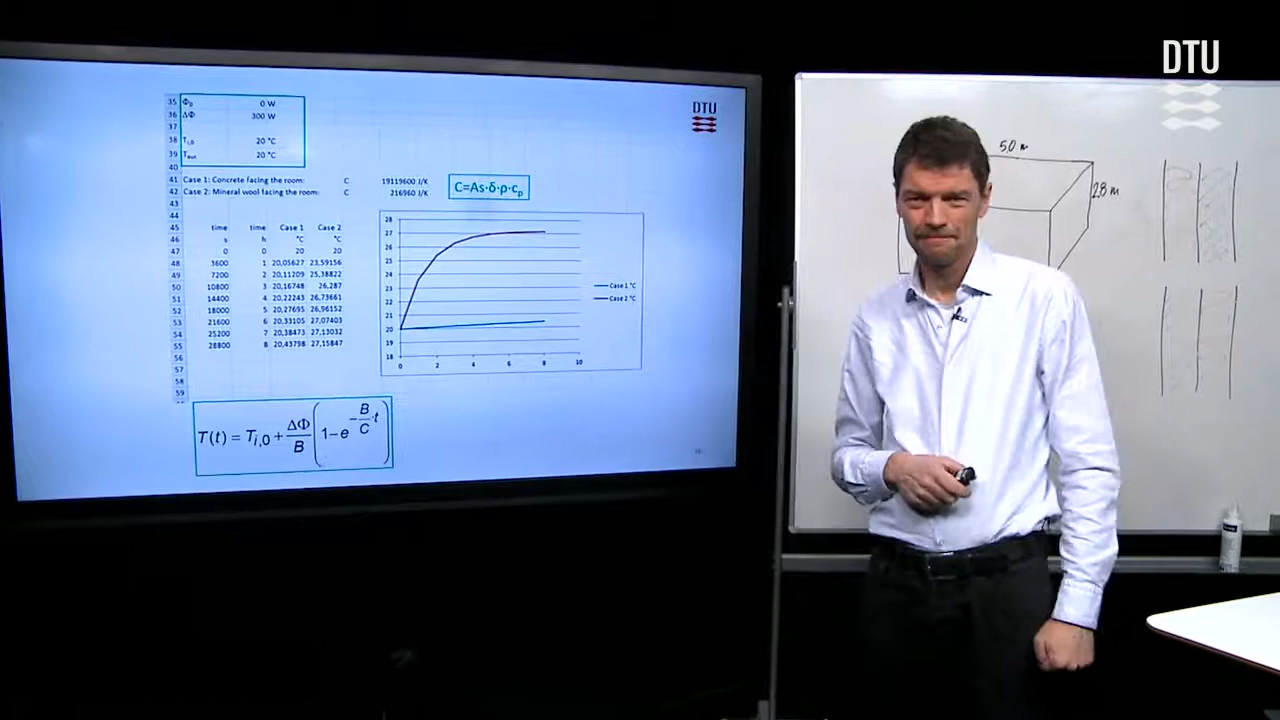 DTU
35 Φ₀ 0 W
36 ΔΦ 300 W
37
38 Ti,0 20 °C
39 Tout 20 °C
40
41 Case 1: Concrete facing the room: C 19119600 J/K
42 Case 2: Mineral wool facing the room: C 216960 J/K
C=As·δ·ρ·cp
43
44
45 time time Case 1 Case 2
46 s h °C °C
47 0 0 20 20
48 3600 1 20,05627 23,59156
49 7200 2 20,11209 25,38822
50 10800 3 20,16748 26,287
51 14400 4 20,22243 26,73661
52 18000 5 20,27695 26,96152
53 21600 6 20,33105 27,07403
54 25200 7 20,38473 27,13032
55 28800 8 20,43798 27,15847
56
57
58
59
28
27
26
25
24
23
22
21
20
19
18
0 2 4 6 8 10
Case 1 °C
Case 2 °C
T(t) = Ti,0 + ΔΦ/B (1-e^(-B/C·t))
DTU
5.0 m
2.8 m